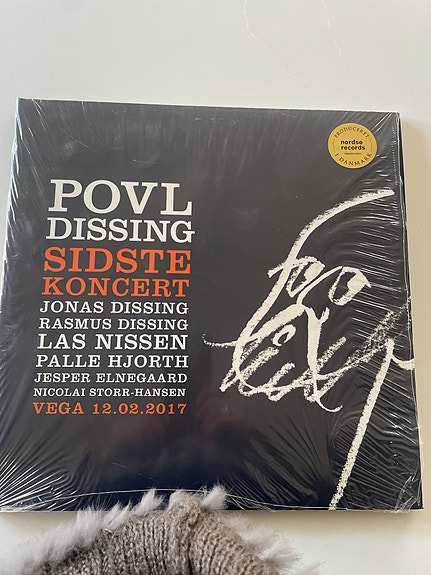 POVL
DISSING
SIDSTE
KONCERT
JONAS DISSING
RASMUS DISSING
LAS NISSEN
PALLE HJORTH
JESPER ELNEGAARD
NICOLAI STORR-HANSEN
VEGA 12.02.2017
PRODUCERET
nordsø
records
I DANMARK